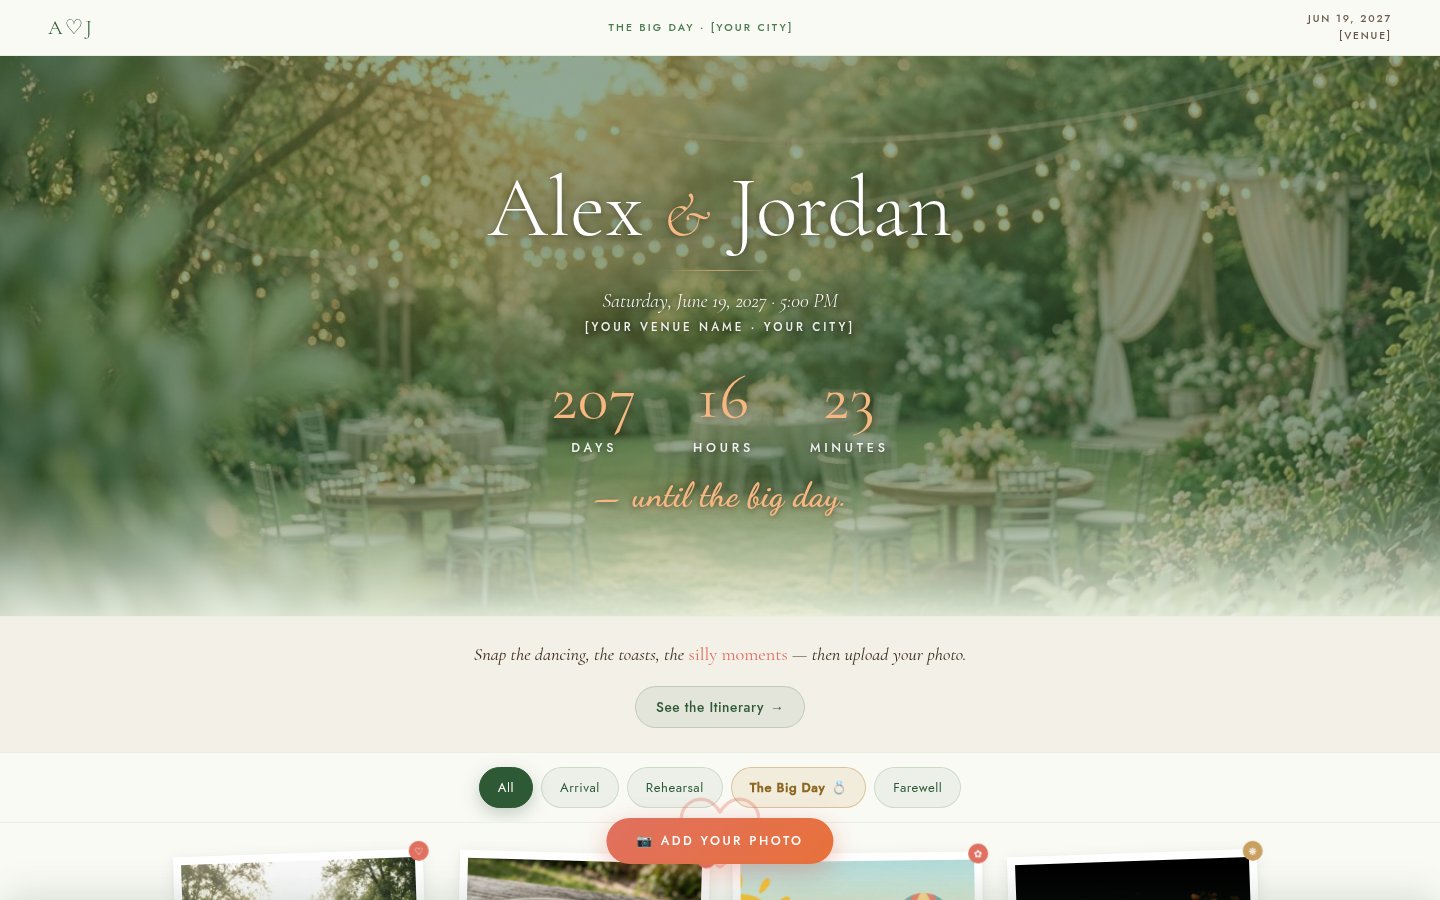 A♡J
THE BIG DAY · [YOUR CITY]
JUN 19, 2027
[VENUE]
Alex & Jordan
Saturday, June 19, 2027 · 5:00 PM
[YOUR VENUE NAME · YOUR CITY]
207 16 23
DAYS HOURS MINUTES
— until the big day.
Snap the dancing, the toasts, the silly moments — then upload your photo.
See the Itinerary →
All Arrival Rehearsal The Big Day 💍 Farewell
📷 ADD YOUR PHOTO